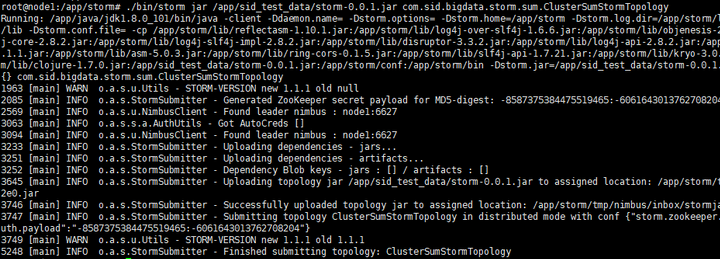 root@node1:/app/storm# ./bin/storm jar /app/sid_test_data/storm-0.0.1.jar com.sid.bigdata.storm.sum.ClusterSumStormTopology
Running: /app/java/jdk1.8.0_101/bin/java -client -Ddaemon.name= -Dstorm.options= -Dstorm.home=/app/storm -Dstorm.log.dir=/app/storm/l
/lib -Dstorm.conf.file= -cp /app/storm/lib/reflectasm-1.10.1.jar:/app/storm/lib/log4j-over-slf4j-1.6.6.jar:/app/storm/lib/objenesis-2
j-core-2.8.2.jar:/app/storm/lib/log4j-slf4j-impl-2.8.2.jar:/app/storm/lib/disruptor-3.3.2.jar:/app/storm/lib/log4j-api-2.8.2.jar:/app
.1.jar:/app/storm/lib/asm-5.0.3.jar:/app/storm/lib/ring-cors-0.1.5.jar:/app/storm/lib/slf4j-api-1.7.21.jar:/app/storm/lib/kryo-3.0.
m/lib/clojure-1.7.0.jar:/app/sid_test_data/storm-0.0.1.jar:/app/storm/conf:/app/storm/bin -Dstorm.jar=/app/sid_test_data/storm-0.0.1.
{} com.sid.bigdata.storm.sum.ClusterSumStormTopology
1963 [main] WARN o.a.s.u.Utils - STORM-VERSION new 1.1.1 old null
2085 [main] INFO o.a.s.StormSubmitter - Generated ZooKeeper secret payload for MD5-digest: -8587375384475519465:-6061643013762708204
2569 [main] INFO o.a.s.u.NimbusClient - Found leader nimbus : node1:6627
3063 [main] INFO o.a.s.s.a.AuthUtils - Got AutoCreds []
3094 [main] INFO o.a.s.u.NimbusClient - Found leader nimbus : node1:6627
3233 [main] INFO o.a.s.StormSubmitter - Uploading dependencies - jars...
3251 [main] INFO o.a.s.StormSubmitter - Uploading dependencies - artifacts...
3252 [main] INFO o.a.s.StormSubmitter - Dependency Blob keys - jars : [] / artifacts : []
3645 [main] INFO o.a.s.StormSubmitter - Uploading topology jar /app/sid_test_data/storm-0.0.1.jar to assigned location: /app/storm/t
2e0.jar
3746 [main] INFO o.a.s.StormSubmitter - Successfully uploaded topology jar to assigned location: /app/storm/tmp/nimbus/inbox/stormja
3747 [main] INFO o.a.s.StormSubmitter - Submitting topology ClusterSumStormTopology in distributed mode with conf {"storm.zookeeper.
uth.payload":"-8587375384475519465:-6061643013762708204"}
3749 [main] WARN o.a.s.u.Utils - STORM-VERSION new 1.1.1 old 1.1.1
5248 [main] INFO o.a.s.StormSubmitter - Finished submitting topology: ClusterSumStormTopology